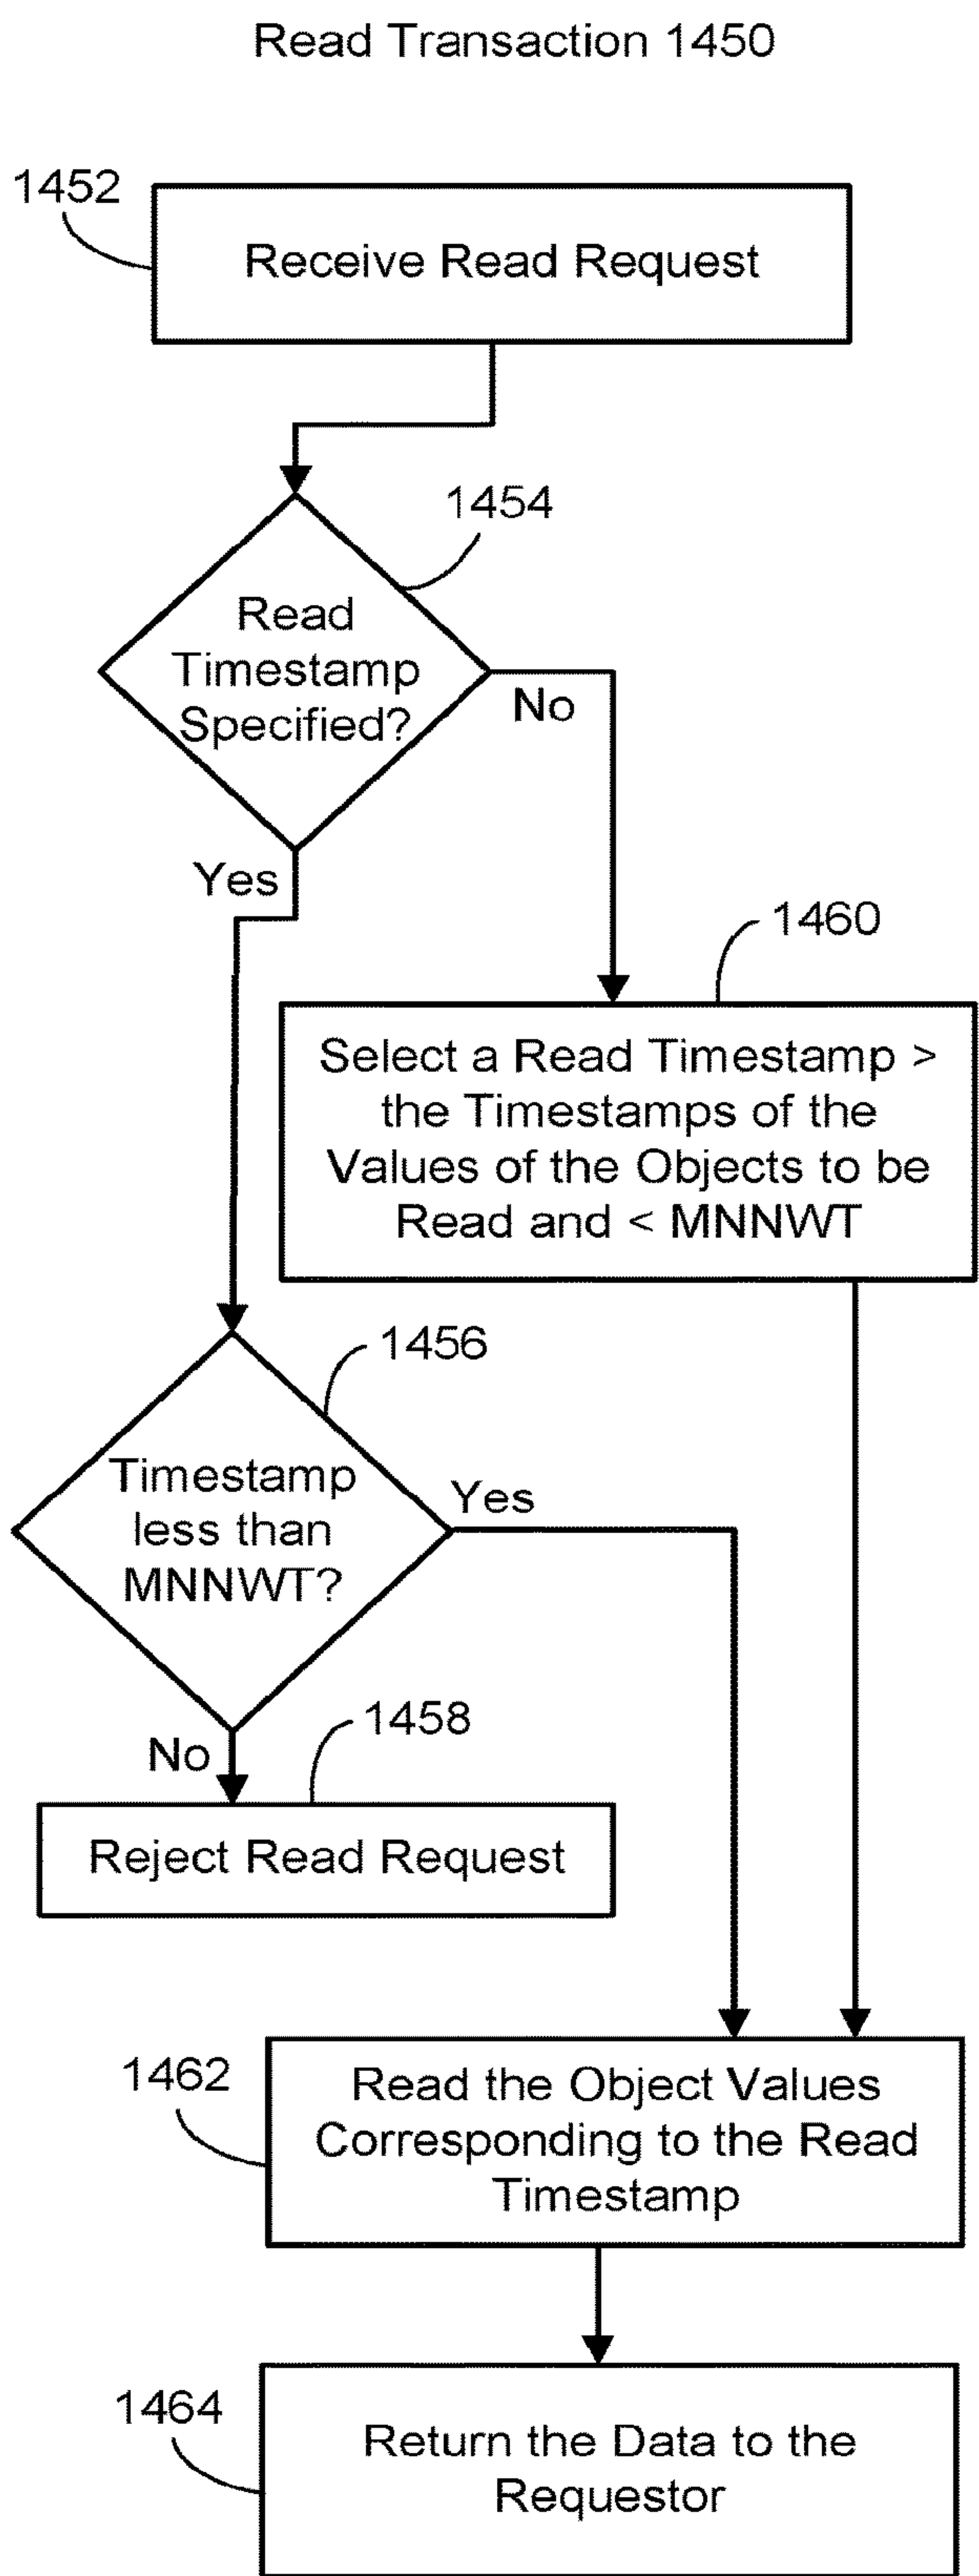 Read Transaction 1450
1452
Receive Read Request
1454
Read
Timestamp
Specified?
No
Yes
1460
Select a Read Timestamp >
the Timestamps of the
Values of the Objects to be
Read and < MNNWT
1456
Timestamp
less than
MNNWT?
Yes
No
1458
Reject Read Request
1462
Read the Object Values
Corresponding to the Read
Timestamp
1464
Return the Data to the
Requestor